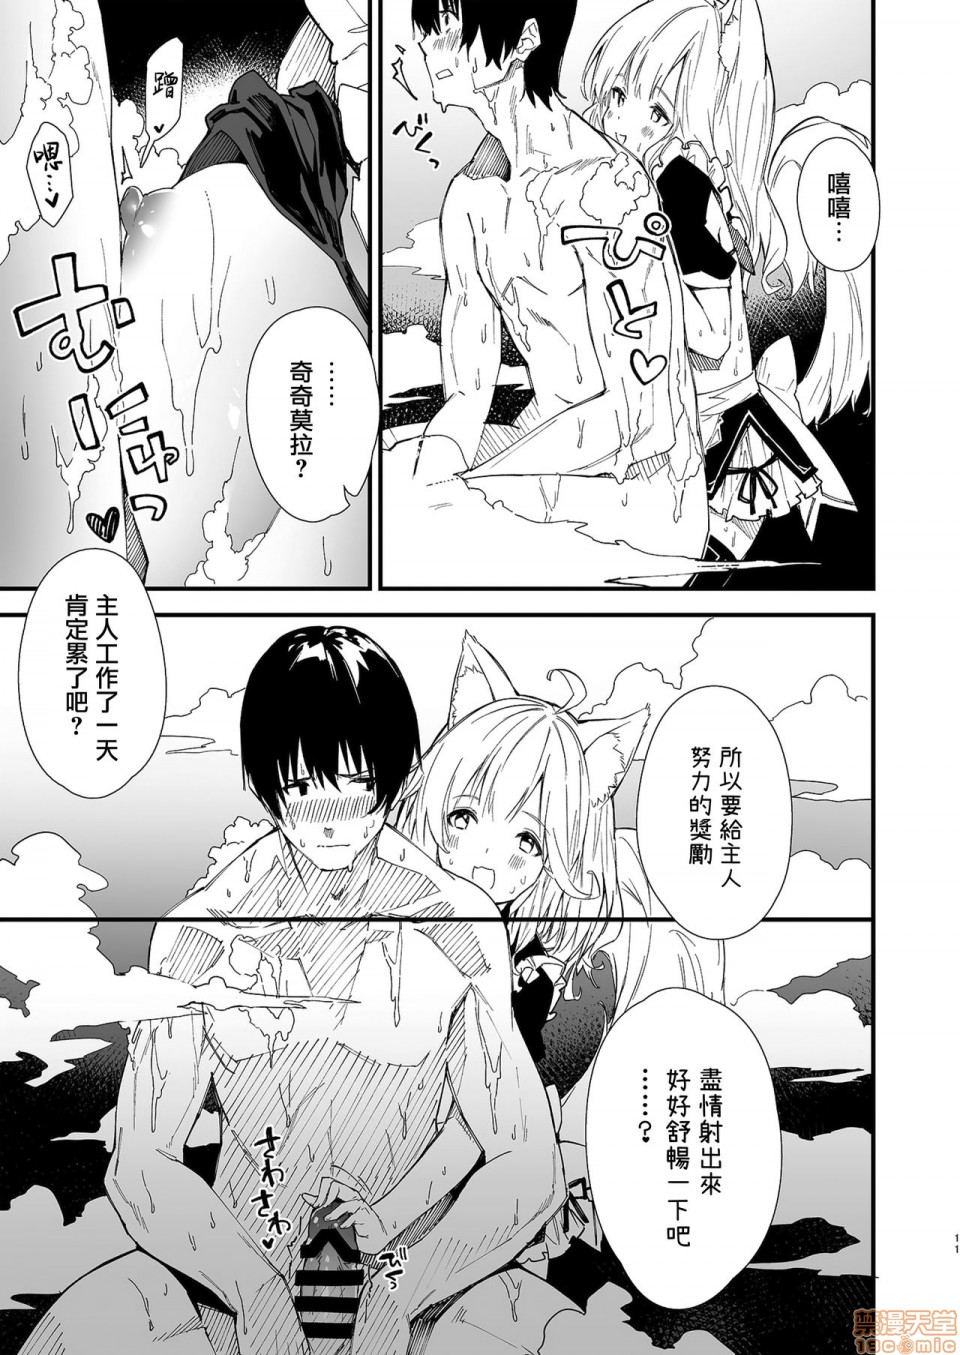 嘻嘻…
びくっ
ぴとっ♥
蹭♥
嗯…♥
むにゅっ
……
奇奇莫拉？
主人工作了一天
肯定累了吧？
所以要給主人
努力的獎勵
盡情射出來
好好舒暢一下吧
……？
さわ
さわ♥
びくっ
11
禁漫天堂
18comic